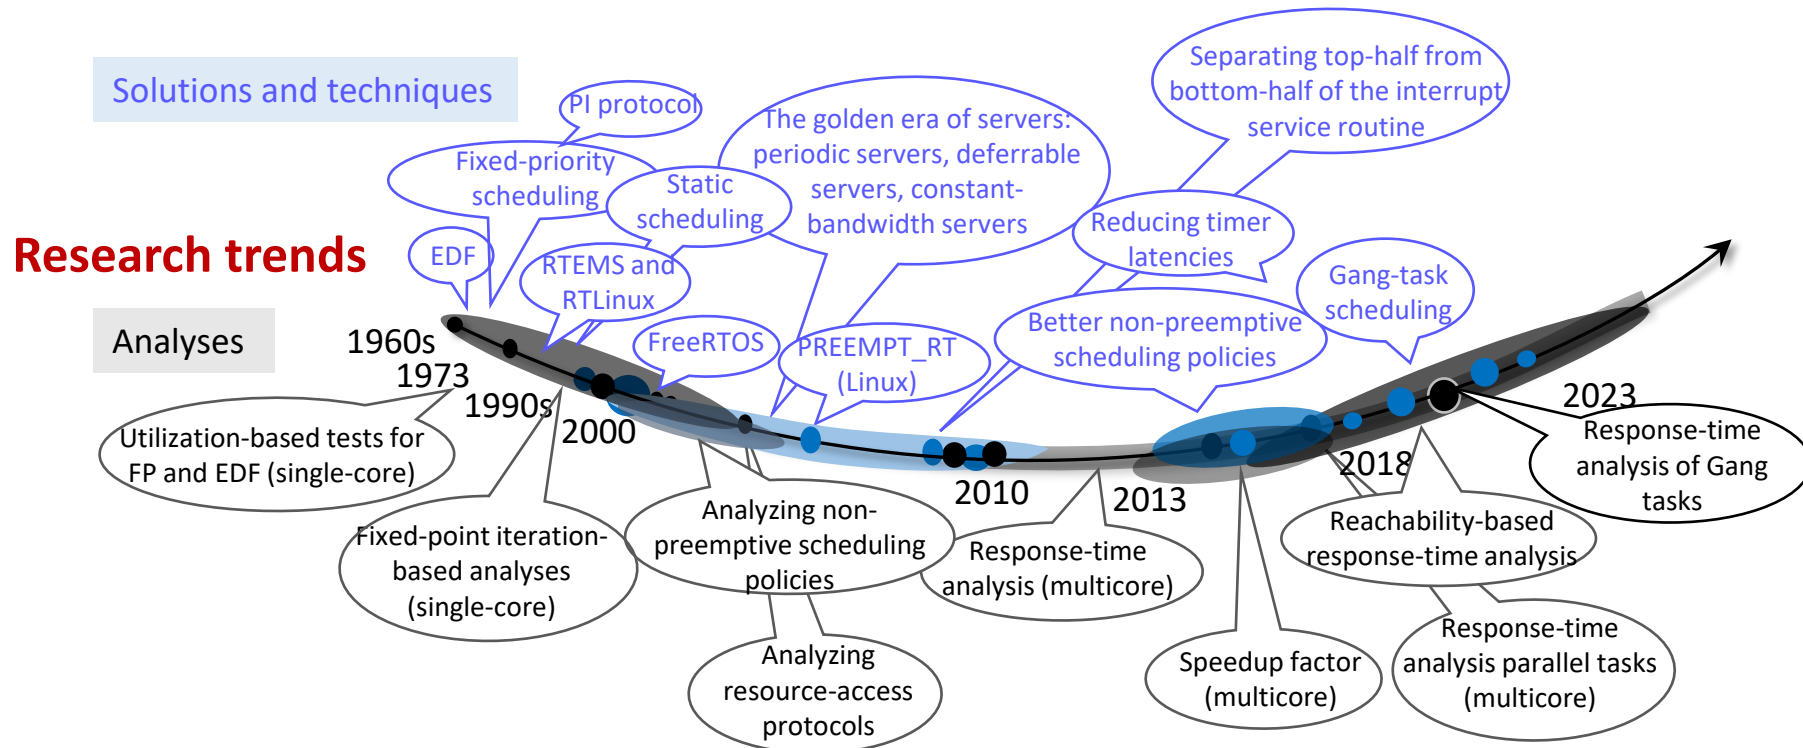 Solutions and techniques
PI protocol
Fixed-priority
scheduling
Static
scheduling
The golden era of servers:
periodic servers, deferrable
servers, constant-
bandwidth servers
Separating top-half from
bottom-half of the interrupt
service routine
Reducing timer
latencies
Research trends
EDF
RTEMS and
RTLinux
Gang-task
scheduling
Analyses
FreeRTOS
PREEMPT_RT
(Linux)
Better non-preemptive
scheduling policies
1960s
1973
1990s
2000
2010
2013
2018
2023
Utilization-based tests for
FP and EDF (single-core)
Fixed-point iteration-
based analyses
(single-core)
Analyzing non-
preemptive scheduling
policies
Analyzing
resource-access
protocols
Response-time
analysis (multicore)
Speedup factor
(multicore)
Reachability-based
response-time analysis
Response-time
analysis parallel tasks
(multicore)
Response-time
analysis of Gang
tasks